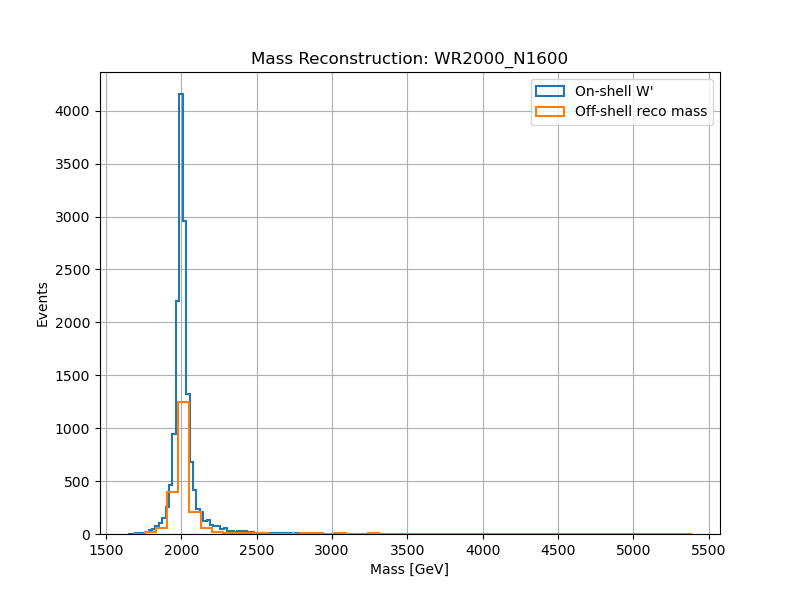 Mass Reconstruction: WR2000_N1600
On-shell W'
Off-shell reco mass
4000
3500
3000
2500
2000
1500
1000
500
0
Events
1500 2000 2500 3000 3500 4000 4500 5000 5500
Mass [GeV]